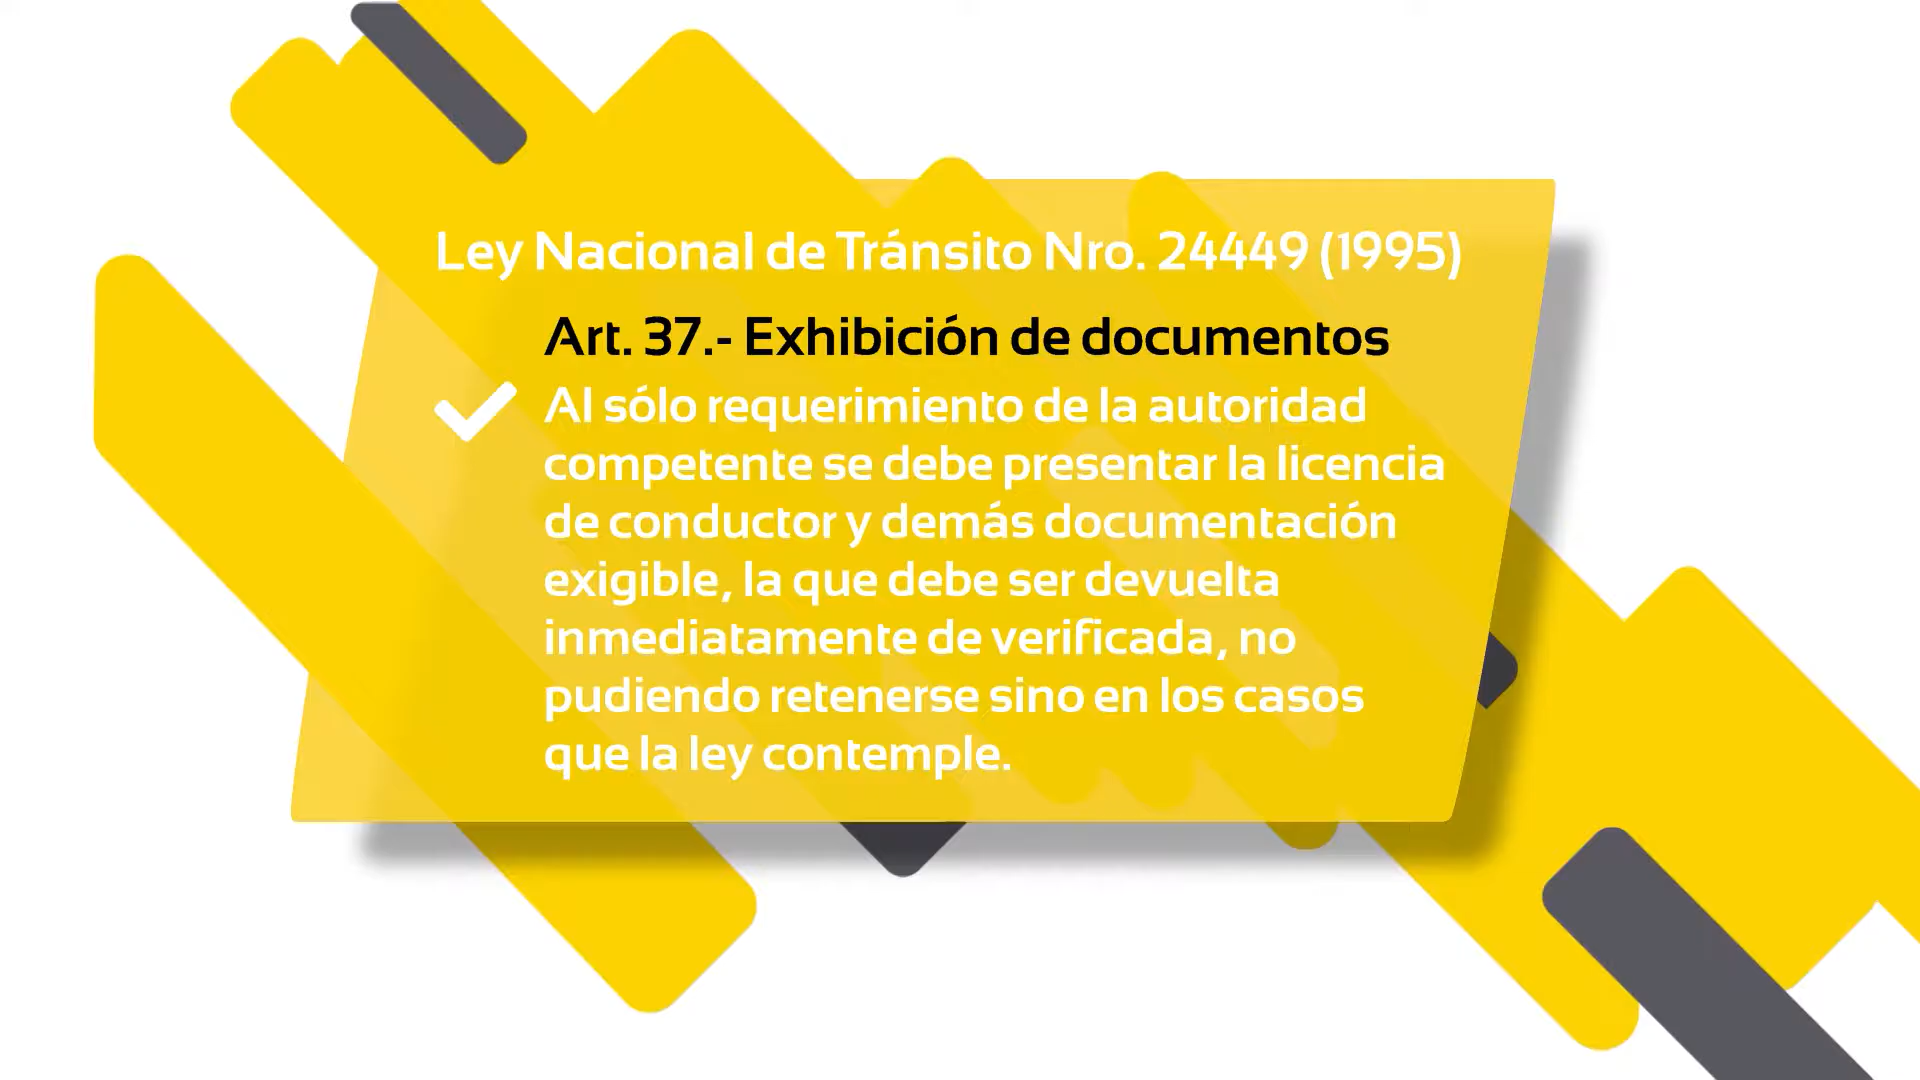 Ley Nacional de Tránsito Nro. 24449 (1995)
Art. 37.- Exhibición de documentos
Al sólo requerimiento de la autoridad
competente se debe presentar la licencia
de conductor y demás documentación
exigible, la que debe ser devuelta
inmediatamente de verificada, no
pudiendo retenerse sino en los casos
que la ley contemple.